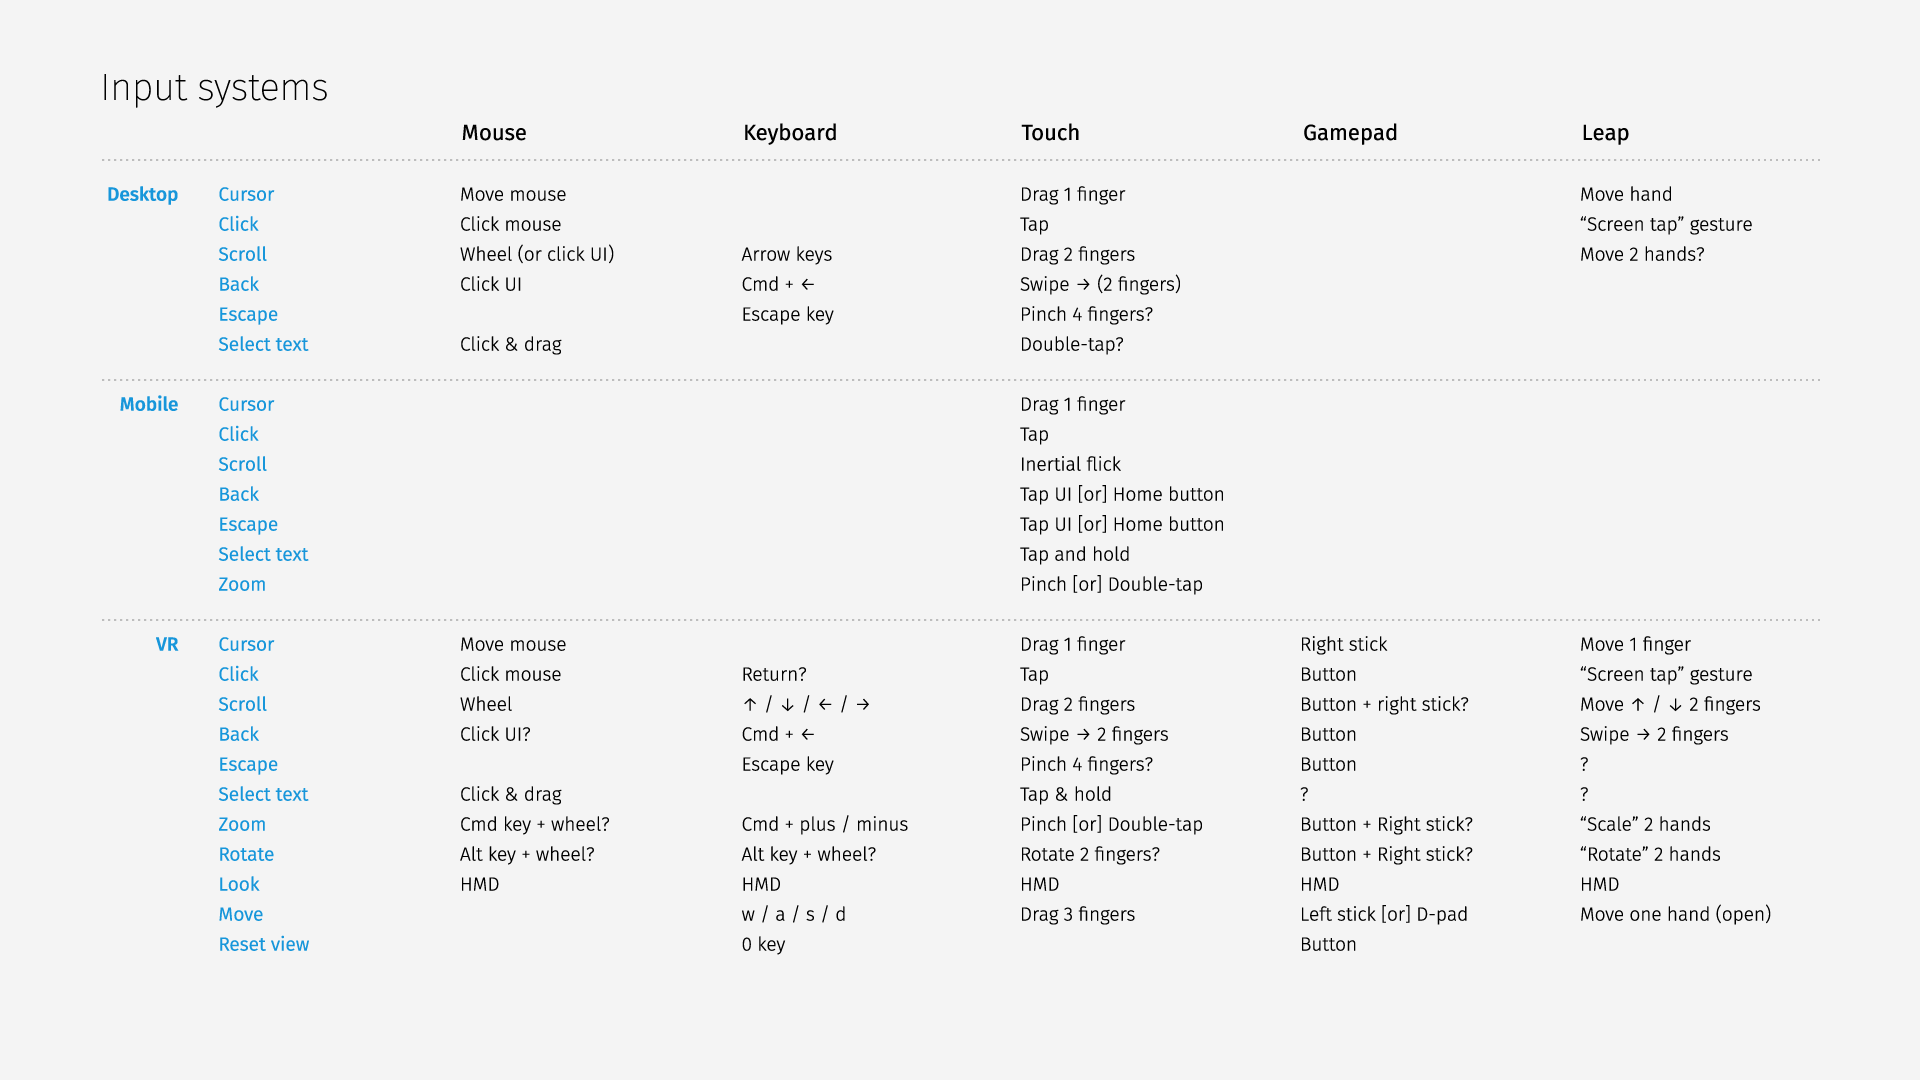 Input systems
Mouse Keyboard Touch Gamepad Leap
Desktop Cursor Move mouse Drag 1 finger Move hand
Click Click mouse Tap “Screen tap” gesture
Scroll Wheel (or click UI) Arrow keys Drag 2 fingers Move 2 hands?
Back Click UI Cmd + ← Swipe → (2 fingers)
Escape Escape key Pinch 4 fingers?
Select text Click & drag Double-tap?
Mobile Cursor Drag 1 finger
Click Tap
Scroll Inertial flick
Back Tap UI [or] Home button
Escape Tap UI [or] Home button
Select text Tap and hold
Zoom Pinch [or] Double-tap
VR Cursor Move mouse Drag 1 finger Right stick Move 1 finger
Click Click mouse Return? Tap Button “Screen tap” gesture
Scroll Wheel ↑ / ↓ / ← / → Drag 2 fingers Button + right stick? Move ↑ / ↓ 2 fingers
Back Click UI? Cmd + ← Swipe → 2 fingers Button Swipe → 2 fingers
Escape Escape key Pinch 4 fingers? Button ?
Select text Click & drag Tap & hold ? ?
Zoom Cmd key + wheel? Cmd + plus / minus Pinch [or] Double-tap Button + Right stick? “Scale” 2 hands
Rotate Alt key + wheel? Alt key + wheel? Rotate 2 fingers? Button + Right stick? “Rotate” 2 hands
Look HMD HMD HMD HMD HMD
Move w / a / s / d Drag 3 fingers Left stick [or] D-pad Move one hand (open)
Reset view 0 key Button